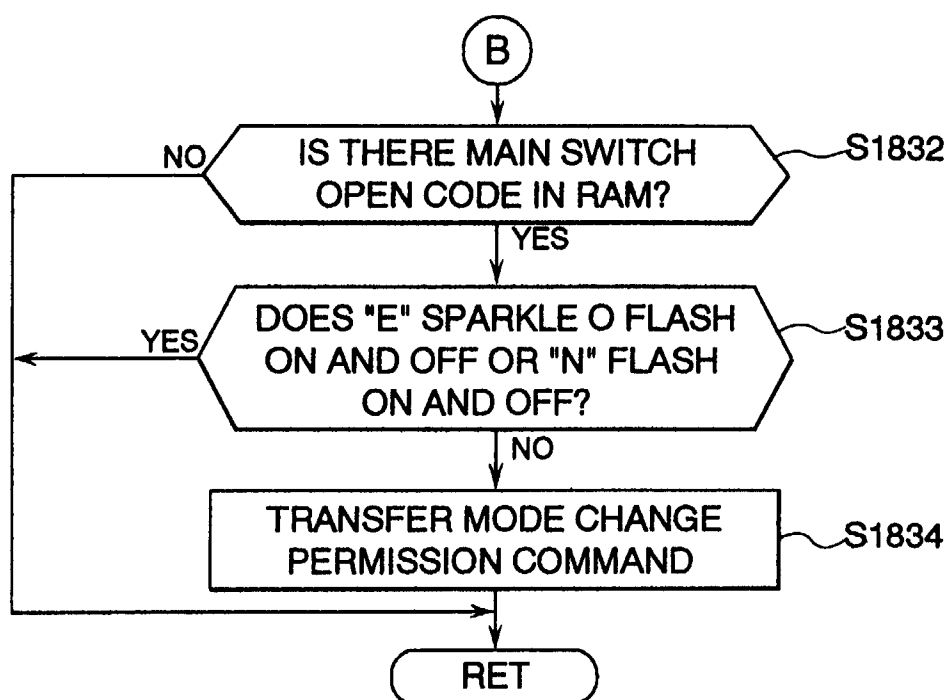 B
IS THERE MAIN SWITCH
OPEN CODE IN RAM?
S1832
NO
YES
DOES "E" SPARKLE O FLASH
ON AND OFF OR "N" FLASH
ON AND OFF?
S1833
YES
NO
TRANSFER MODE CHANGE
PERMISSION COMMAND
S1834
RET